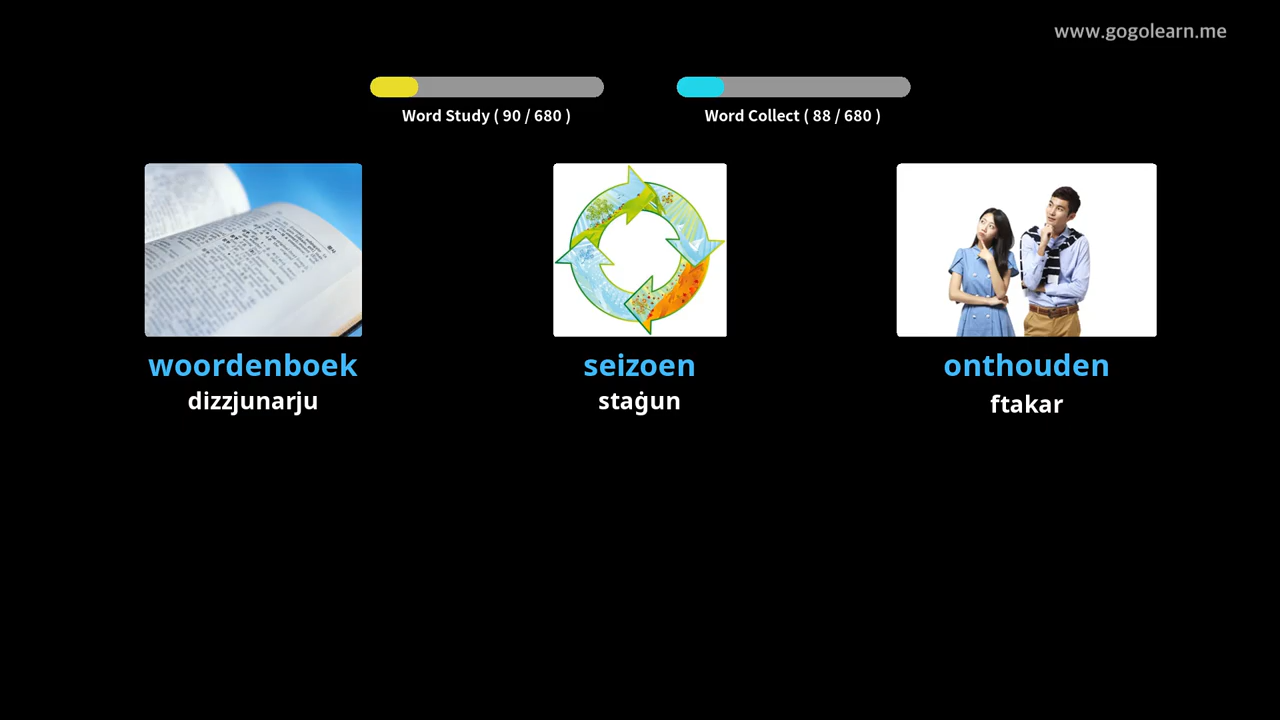 www.gogolearn.me
Word Study ( 90 / 680 )
Word Collect ( 88 / 680 )
woordenboek
dizzjunarju
seizoen
staġun
onthouden
ftakar